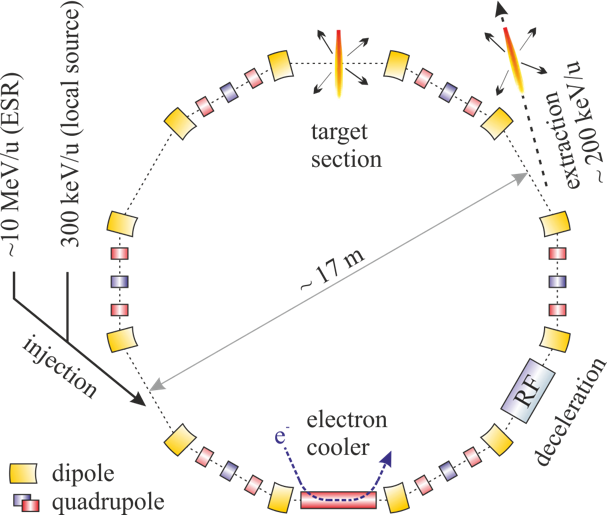 ~10 MeV/u (ESR)
300 keV/u (local source)
injection
target
section
extraction
~ 200 keV/u
~ 17 m
RF
deceleration
e-
electron
cooler
dipole
quadrupole